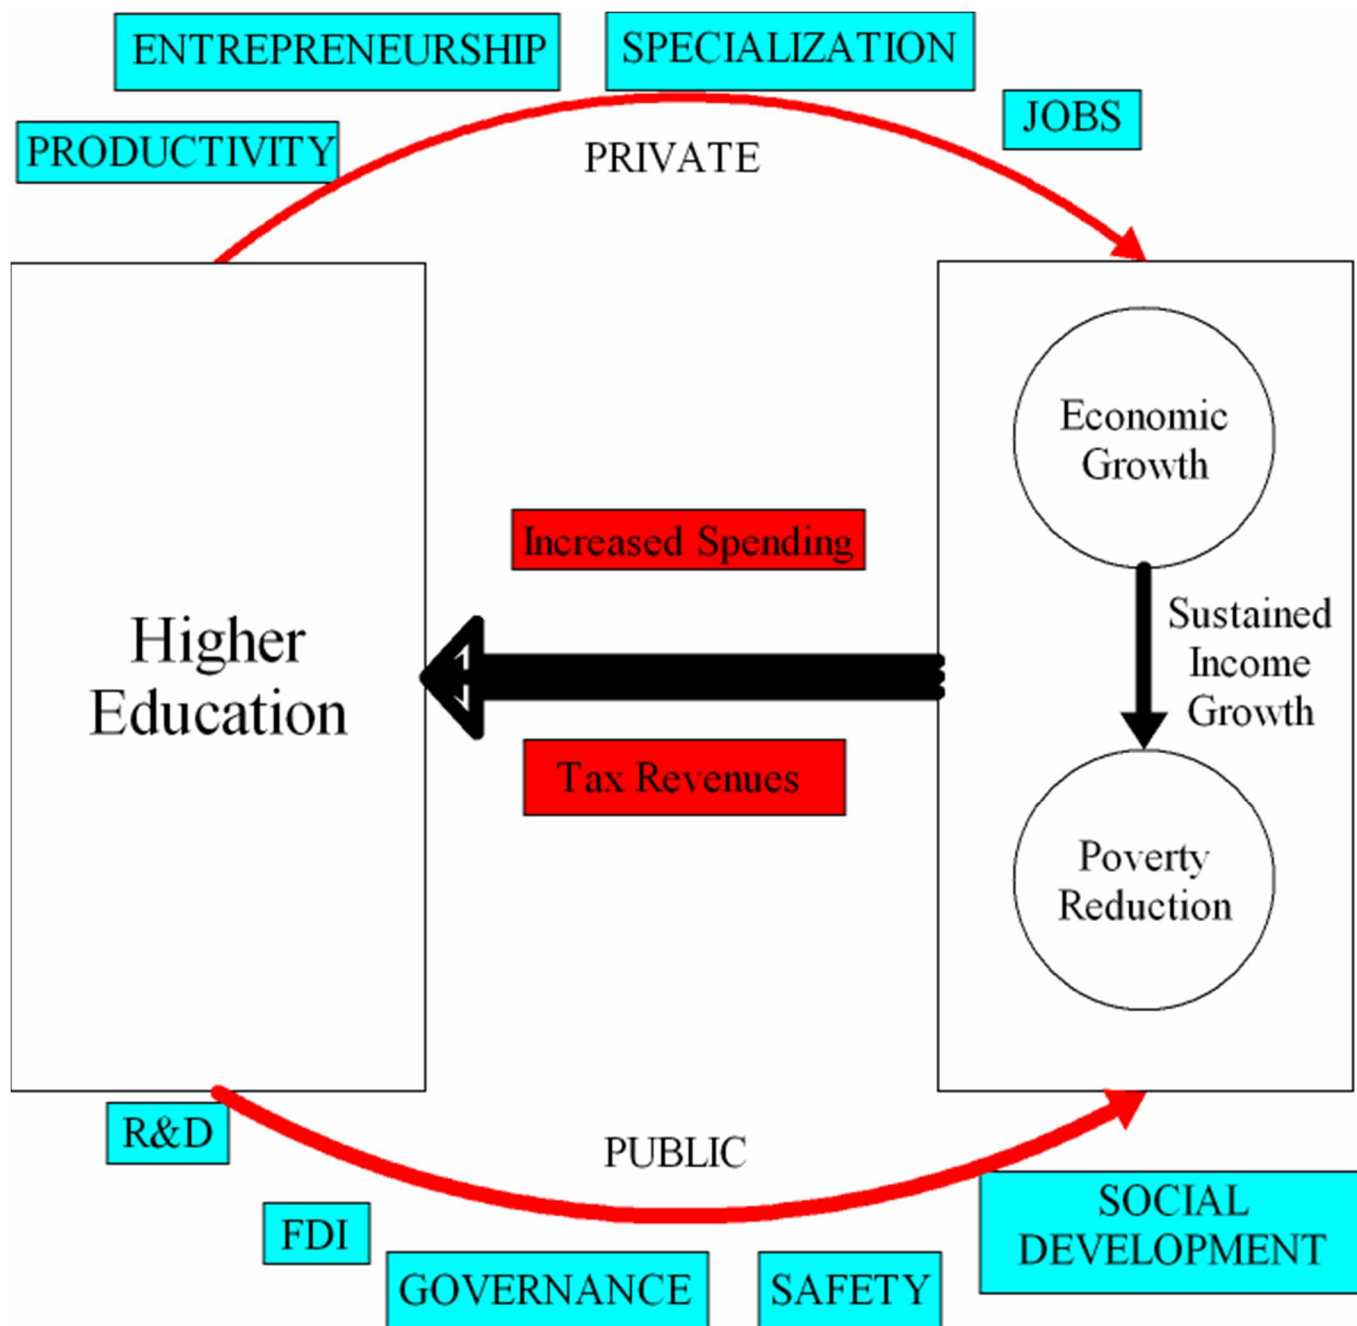 ENTREPRENEURSHIP
SPECIALIZATION
JOBS
PRODUCTIVITY
PRIVATE
Economic
Growth
Increased Spending
Sustained
Income
Growth
Higher
Education
Tax Revenues
Poverty
Reduction
R&D
PUBLIC
FDI
GOVERNANCE
SAFETY
SOCIAL
DEVELOPMENT